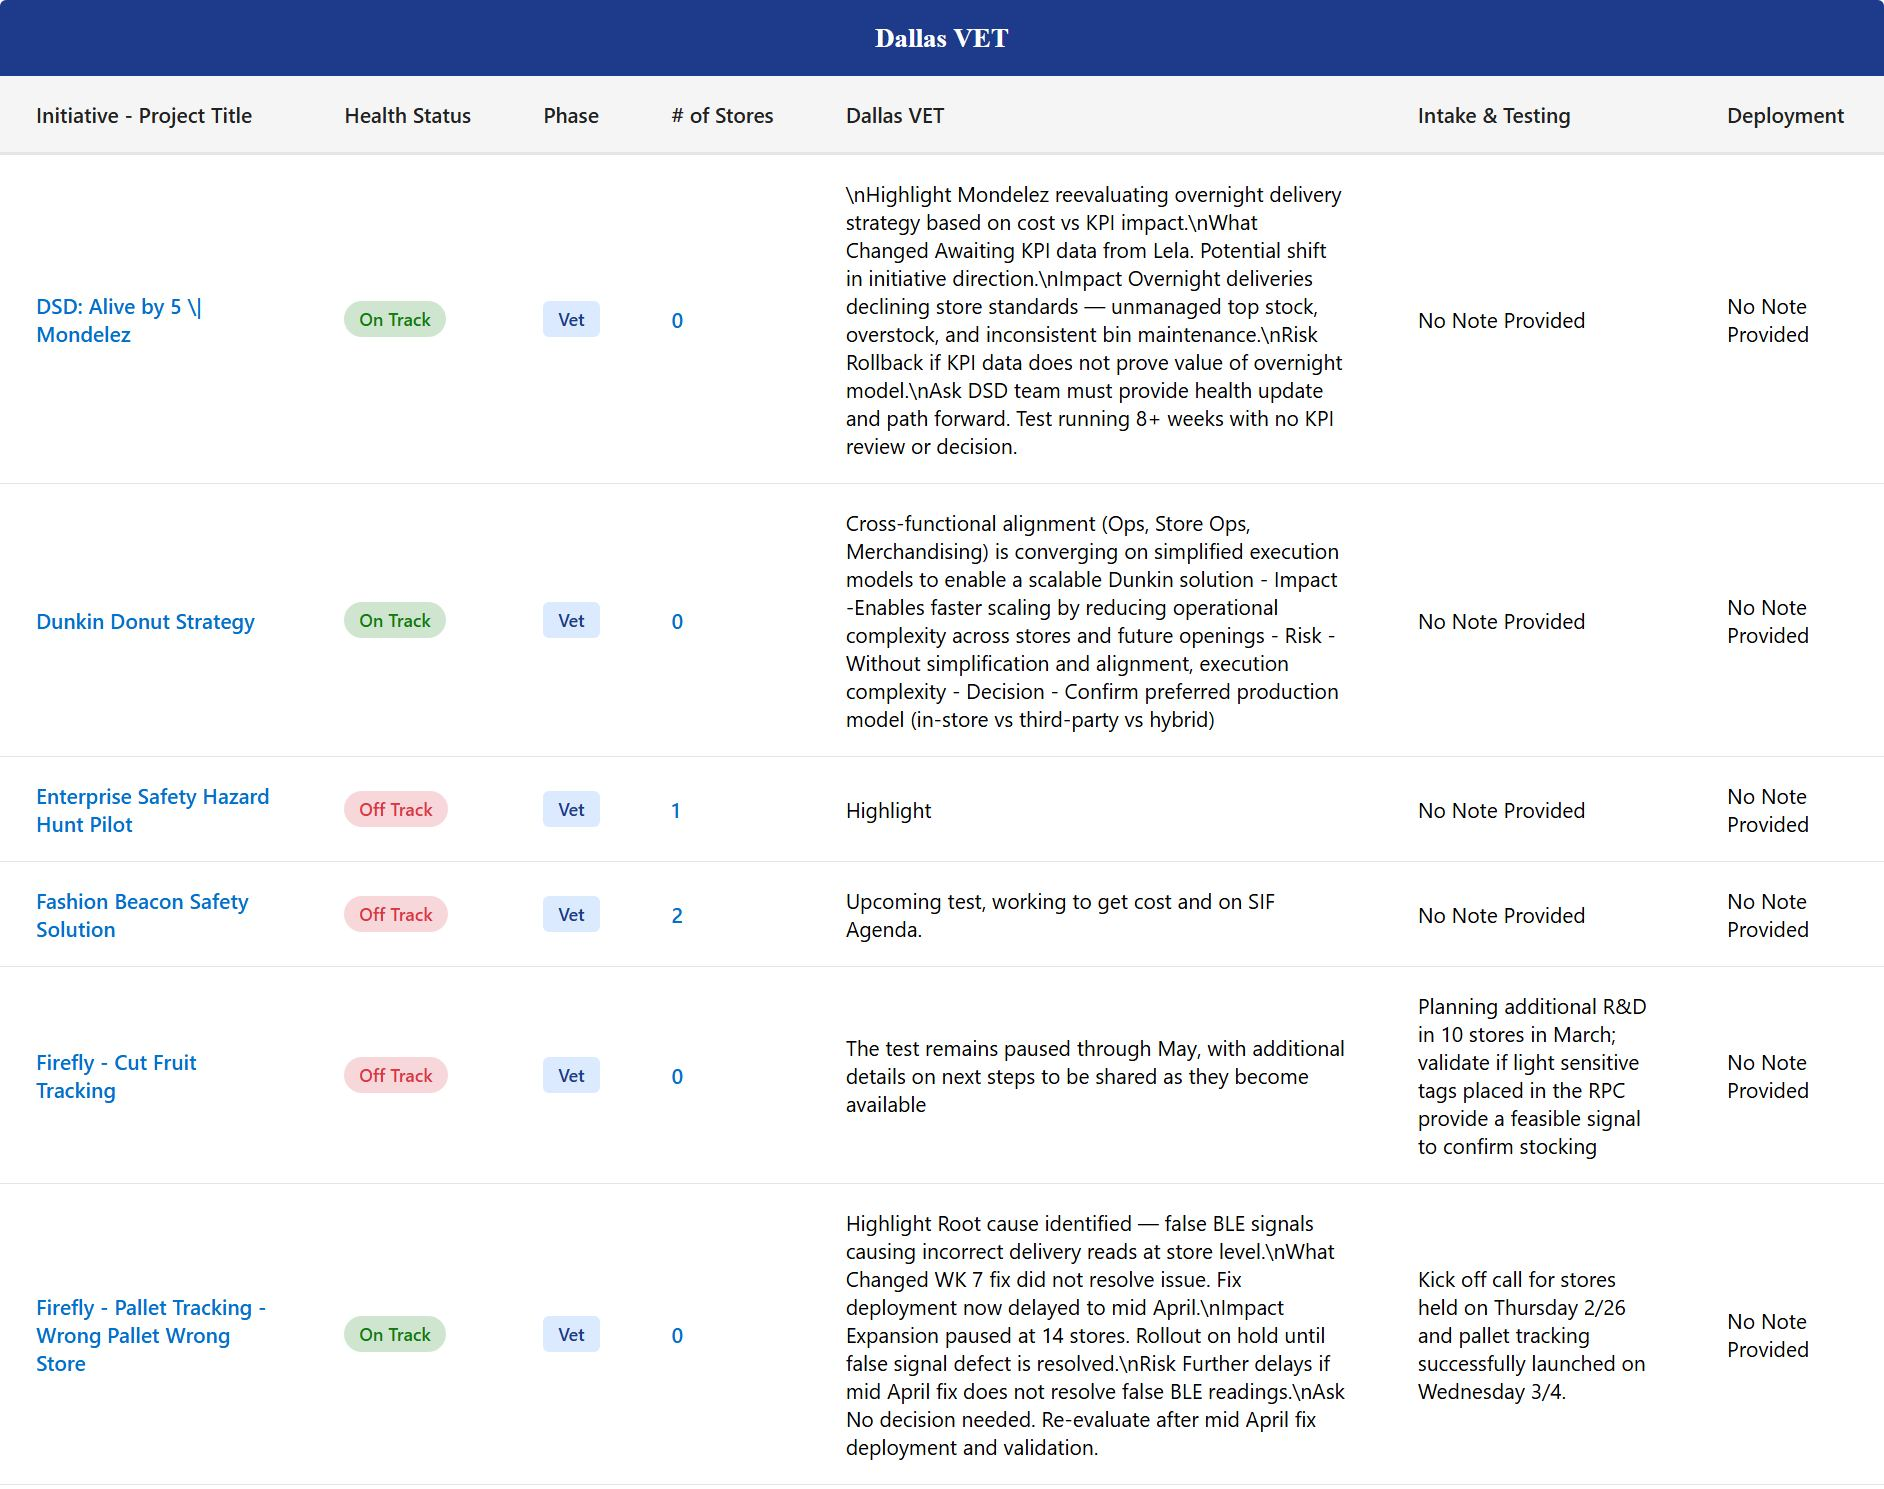 Dallas VET
Initiative - Project Title
Health Status
Phase
# of Stores
Dallas VET
Intake & Testing
Deployment
DSD: Alive by 5 \|
Mondelez
On Track
Vet
0
\nHighlight Mondelez reevaluating overnight delivery
strategy based on cost vs KPI impact.\nWhat
Changed Awaiting KPI data from Lela. Potential shift
in initiative direction.\nImpact Overnight deliveries
declining store standards — unmanaged top stock,
overstock, and inconsistent bin maintenance.\nRisk
Rollback if KPI data does not prove value of overnight
model.\nAsk DSD team must provide health update
and path forward. Test running 8+ weeks with no KPI
review or decision.
No Note Provided
No Note
Provided
Dunkin Donut Strategy
On Track
Vet
0
Cross-functional alignment (Ops, Store Ops,
Merchandising) is converging on simplified execution
models to enable a scalable Dunkin solution - Impact
-Enables faster scaling by reducing operational
complexity across stores and future openings - Risk -
Without simplification and alignment, execution
complexity - Decision - Confirm preferred production
model (in-store vs third-party vs hybrid)
No Note Provided
No Note
Provided
Enterprise Safety Hazard
Hunt Pilot
Off Track
Vet
1
Highlight
No Note Provided
No Note
Provided
Fashion Beacon Safety
Solution
Off Track
Vet
2
Upcoming test, working to get cost and on SIF
Agenda.
No Note Provided
No Note
Provided
Firefly - Cut Fruit
Tracking
Off Track
Vet
0
The test remains paused through May, with additional
details on next steps to be shared as they become
available
Planning additional R&D
in 10 stores in March;
validate if light sensitive
tags placed in the RPC
provide a feasible signal
to confirm stocking
No Note
Provided
Firefly - Pallet Tracking -
Wrong Pallet Wrong
Store
On Track
Vet
0
Highlight Root cause identified — false BLE signals
causing incorrect delivery reads at store level.\nWhat
Changed WK 7 fix did not resolve issue. Fix
deployment now delayed to mid April.\nImpact
Expansion paused at 14 stores. Rollout on hold until
false signal defect is resolved.\nRisk Further delays if
mid April fix does not resolve false BLE readings.\nAsk
No decision needed. Re-evaluate after mid April fix
deployment and validation.
Kick off call for stores
held on Thursday 2/26
and pallet tracking
successfully launched on
Wednesday 3/4.
No Note
Provided